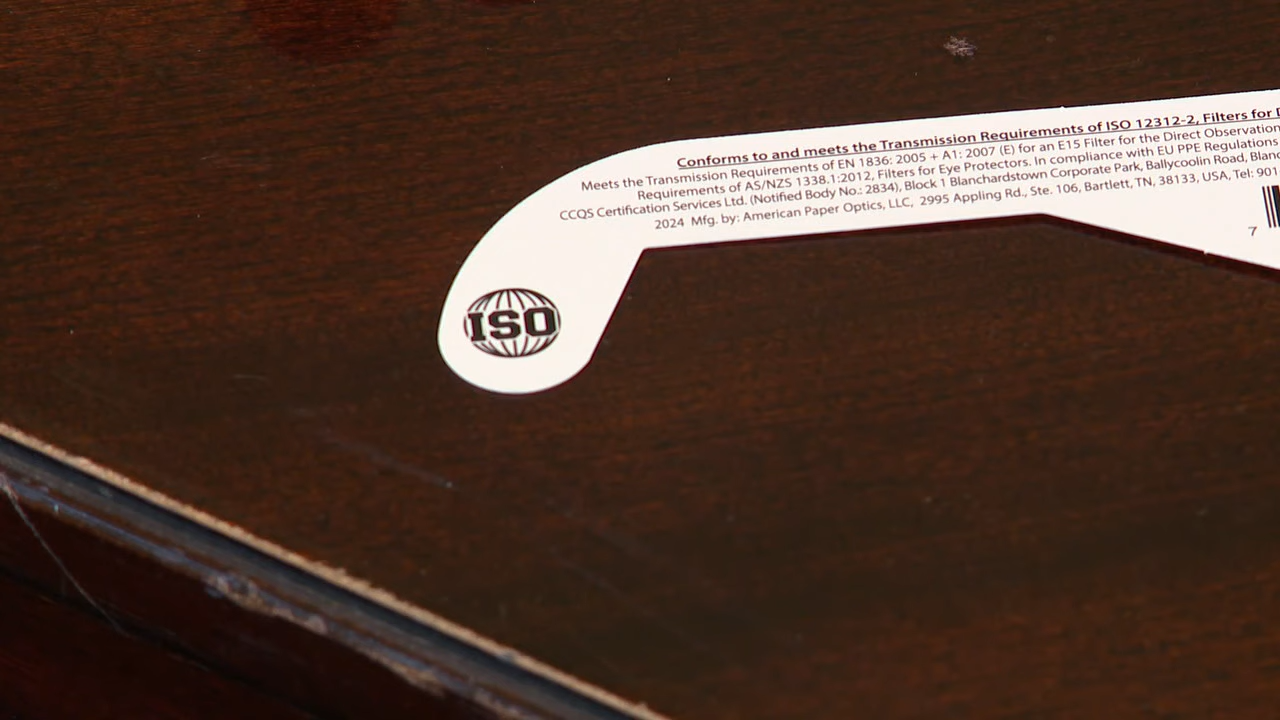 Conforms to and meets the Transmission Requirements of ISO 12312-2, Filters for
Meets the Transmission Requirements of EN 1836: 2005 + A1: 2007 (E) for an E15 Filter for the Direct Observation
Requirements of AS/NZS 1338.1:2012, Filters for Eye Protectors. In compliance with EU PPE Regulations
CCQS Certification Services Ltd. (Notified Body No.: 2834), Block 1 Blanchardstown Corporate Park, Ballycoolin Road,
2024 Mfg. by: American Paper Optics, LLC, 2995 Appling Rd., Ste. 106, Bartlett, TN, 38133, USA, Tel: 901
7
ISO